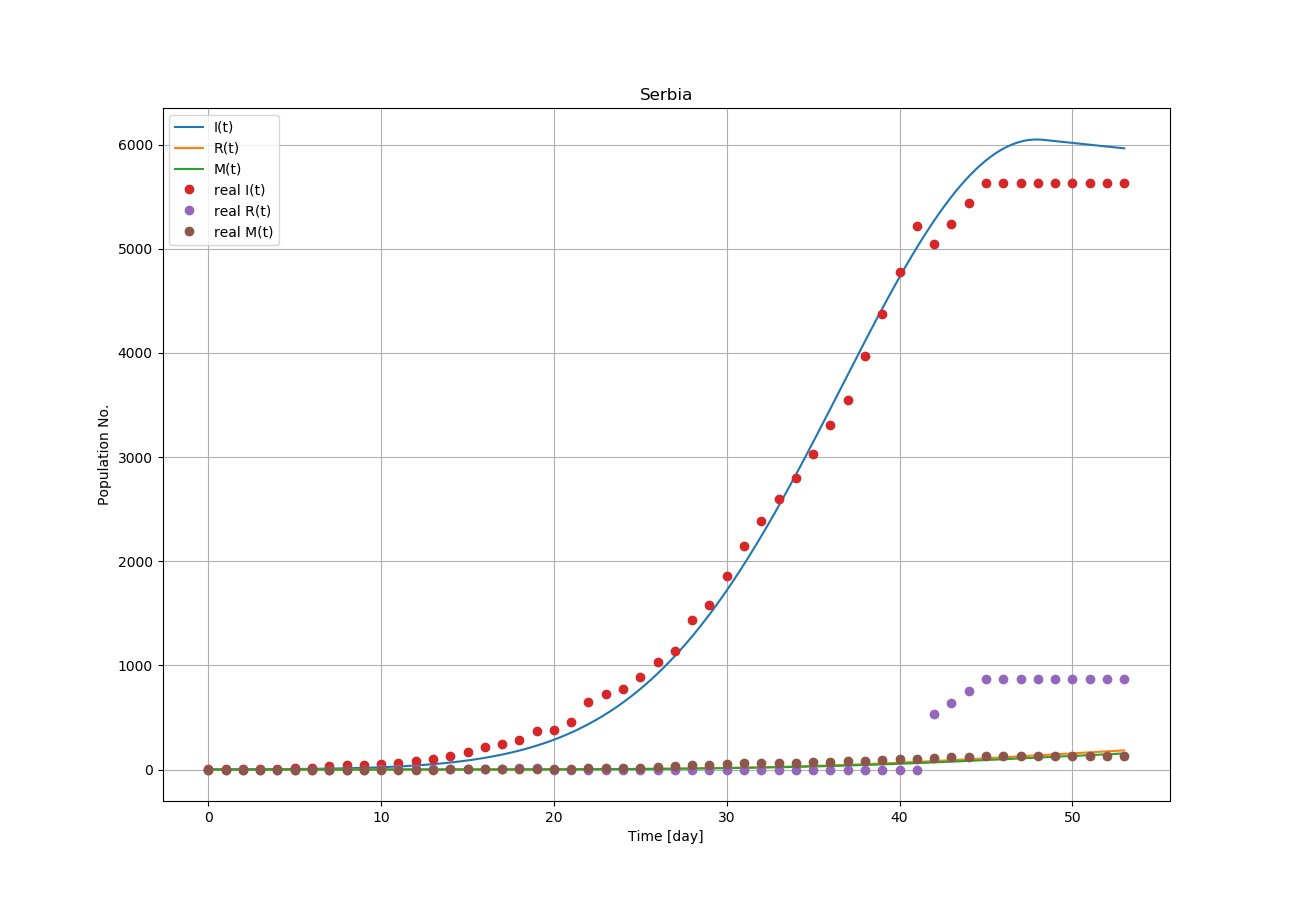 Serbia
I(t)
R(t)
M(t)
real I(t)
real R(t)
real M(t)
6000
5000
4000
3000
2000
1000
0
Population No.
0 10 20 30 40 50
Time [day]